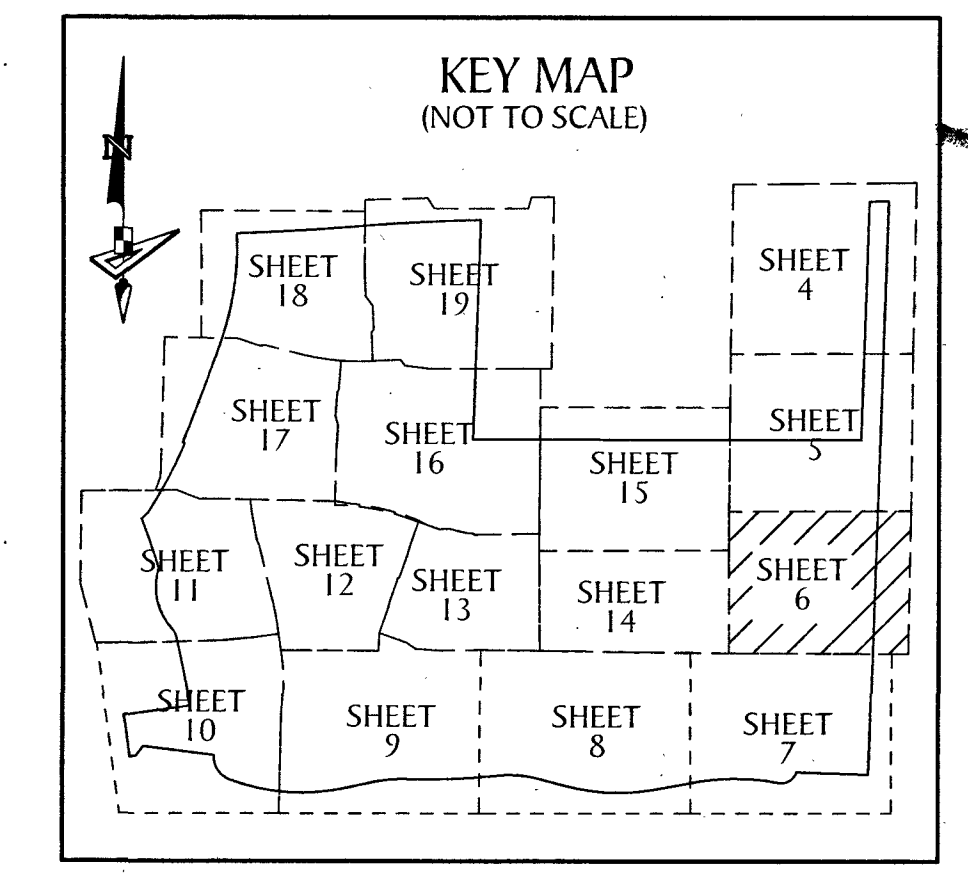 KEY MAP
(NOT TO SCALE)
N
SHEET
4
SHEET
18
SHEET
19
SHEET
17
SHEET
16
SHEET
5
SHEET
15
SHEET
11
SHEET
12
SHEET
13
SHEET
14
SHEET
6
SHEET
10
SHEET
9
SHEET
8
SHEET
7